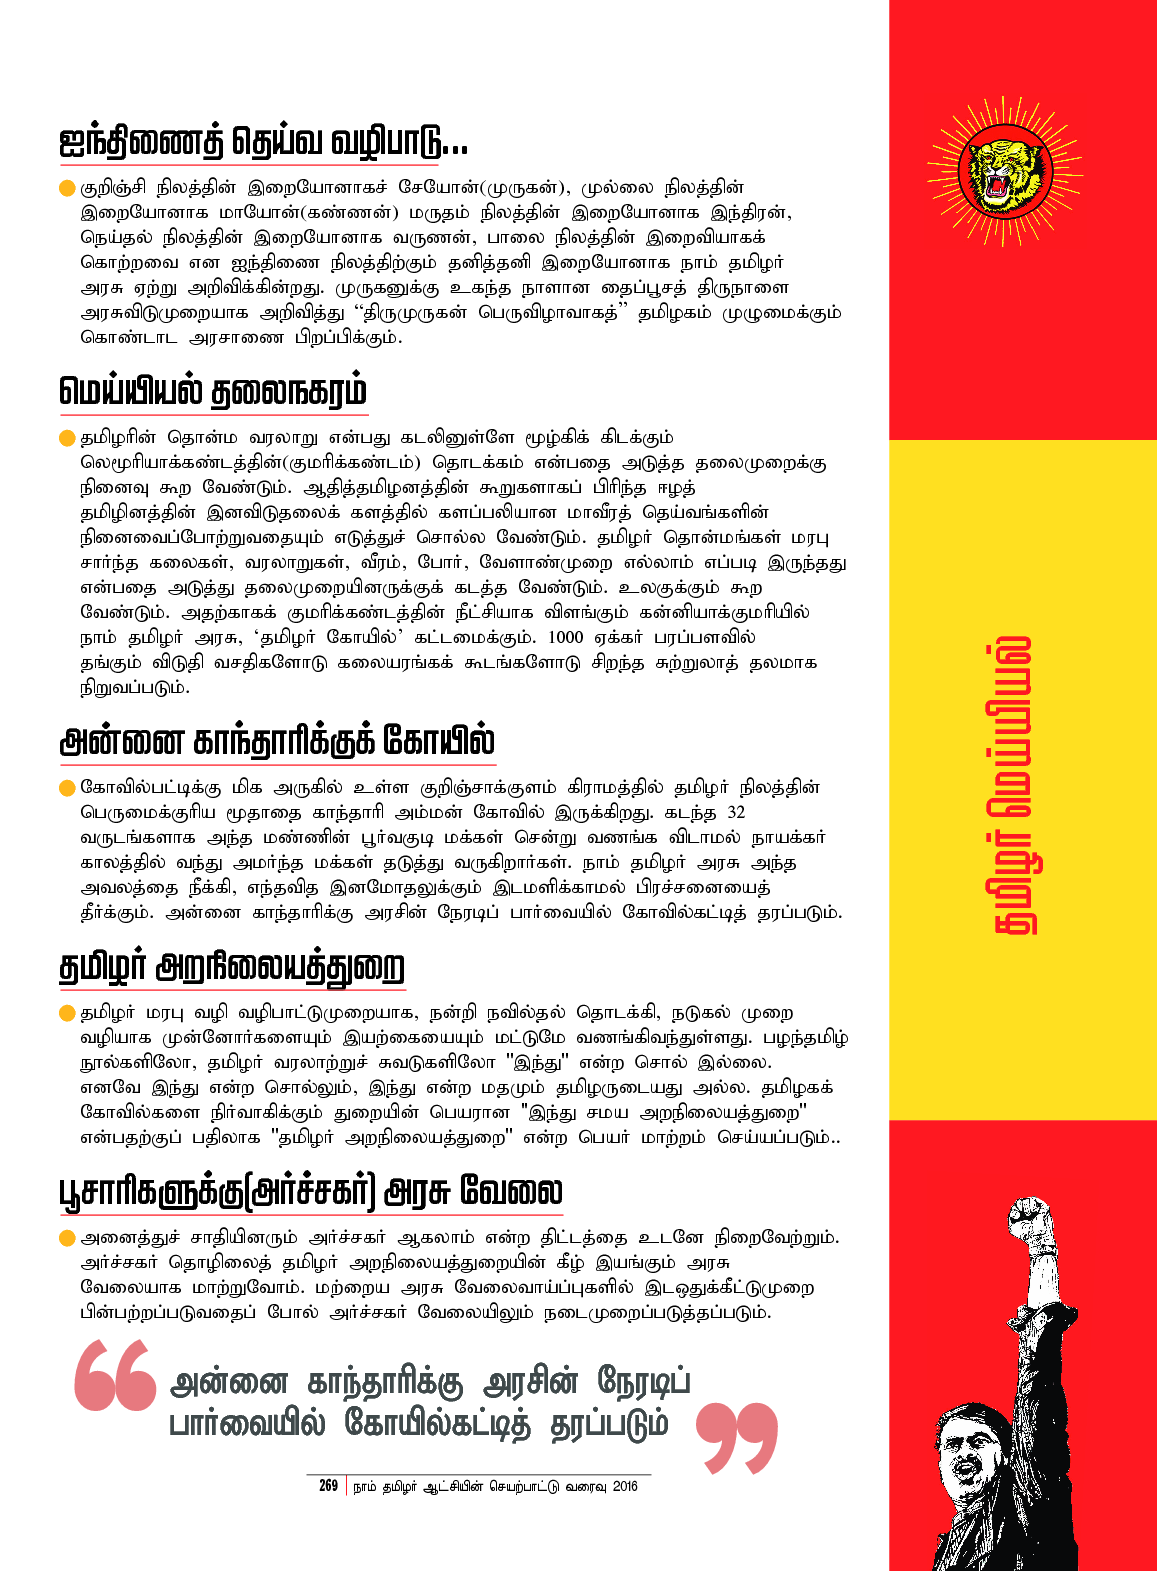 ஐந்திணைத் தெய்வ வழிபாடு...
குறிஞ்சி நிலத்தின் இறையோனாகச் சேயோன்(முருகன்), முல்லை நிலத்தின்
இறையோனாக மாயோன்(கண்ணன்) மருதம் நிலத்தின் இறையோனாக இந்திரன்,
நெய்தல் நிலத்தின் இறையோனாக வருணன், பாலை நிலத்தின் இறைவியாகக்
கொற்றவை என ஐந்திணை நிலத்திற்கும் தனித்தனி இறையோனாக நாம் தமிழர்
அரசு ஏற்று அறிவிக்கின்றது. முருகனுக்கு உகந்த நாளான தைப்பூசத் திருநாளை
அரசுவிடுமுறையாக அறிவித்து “திருமுருகன் பெருவிழாவாகத்” தமிழகம் முழுமைக்கும்
கொண்டாட அரசாணை பிறப்பிக்கும்.
மெய்யியல் தலைநகரம்
தமிழரின் தொன்ம வரலாறு என்பது கடலினுள்ளே மூழ்கிக் கிடக்கும்
லெமூரியாக்கண்டத்தின்(குமரிக்கண்டம்) தொடக்கம் என்பதை அடுத்த தலைமுறைக்கு
நினைவு கூற வேண்டும். ஆதித்தமிழனத்தின் கூறுகளாகப் பிரிந்த ஈழத்
தமிழினத்தின் இனவிடுதலைக் களத்தில் களப்பலியான மாவீரத் தெய்வங்களின்
நினைவைப்போற்றுவதையும் எடுத்துச் சொல்ல வேண்டும். தமிழர் தொன்மங்கள் மரபு
சார்ந்த கலைகள், வரலாறுகள், வீரம், போர், வேளாண்முறை எல்லாம் எப்படி இருந்தது
என்பதை அடுத்து தலைமுறையினருக்குக் கடத்த வேண்டும். உலகுக்கும் கூற
வேண்டும். அதற்காகக் குமரிக்கண்டத்தின் நீட்சியாக விளங்கும் கன்னியாக்குமரியில்
நாம் தமிழர் அரசு, ‘தமிழர் கோயில்’ கட்டமைக்கும். 1000 ஏக்கர் பரப்பளவில்
தங்கும் விடுதி வசதிகளோடு கலையரங்கக் கூடங்களோடு சிறந்த சுற்றுலாத் தலமாக
நிறுவப்படும்.
அன்னை காந்தாரிக்குக் கோயில்
கோவில்பட்டிக்கு மிக அருகில் உள்ள குறிஞ்சாக்குளம் கிராமத்தில் தமிழர் நிலத்தின்
பெருமைக்குரிய மூதாதை காந்தாரி அம்மன் கோவில் இருக்கிறது. கடந்த 32
வருடங்களாக அந்த மண்ணின் பூர்வகுடி மக்கள் சென்று வணங்க விடாமல் நாயக்கர்
காலத்தில் வந்து அமர்ந்த மக்கள் தடுத்து வருகிறார்கள். நாம் தமிழர் அரசு அந்த
அவலத்தை நீக்கி, எந்தவித இனமோதலுக்கும் இடமளிக்காமல் பிரச்சனையைத்
தீர்க்கும். அன்னை காந்தாரிக்கு அரசின் நேரடிப் பார்வையில் கோவில்கட்டித் தரப்படும்.
தமிழர் அறநிலையத்துறை
தமிழர் மரபு வழி வழிபாட்டுமுறையாக, நன்றி நவில்தல் தொடக்கி, நடுகல் முறை
வழியாக முன்னோர்களையும் இயற்கையையும் மட்டுமே வணங்கிவந்துள்ளது. பழந்தமிழ்
நூல்களிலோ, தமிழர் வரலாற்றுச் சுவடுகளிலோ "இந்து" என்ற சொல் இல்லை.
எனவே இந்து என்ற சொல்லும், இந்து என்ற மதமும் தமிழருடையது அல்ல. தமிழகக்
கோவில்களை நிர்வாகிக்கும் துறையின் பெயரான "இந்து சமய அறநிலையத்துறை"
என்பதற்குப் பதிலாக "தமிழர் அறநிலையத்துறை" என்ற பெயர் மாற்றம் செய்யப்படும்..
பூசாரிகளுக்கு(அர்ச்சகர்) அரசு வேலை
அனைத்துச் சாதியினரும் அர்ச்சகர் ஆகலாம் என்ற திட்டத்தை உடனே நிறைவேற்றும்.
அர்ச்சகர் தொழிலைத் தமிழர் அறநிலையத்துறையின் கீழ் இயங்கும் அரசு
வேலையாக மாற்றுவோம். மற்றைய அரசு வேலைவாய்ப்புகளில் இடஒதுக்கீட்டுமுறை
பின்பற்றப்படுவதைப் போல் அர்ச்சகர் வேலையிலும் நடைமுறைப்படுத்தப்படும்.
“அன்னை காந்தாரிக்கு அரசின் நேரடிப்
பார்வையில் கோயில்கட்டித் தரப்படும்”
269 நாம் தமிழர் ஆட்சியின் செயற்பாட்டு வரைவு 2016
தமிழர் மெய்யியல்